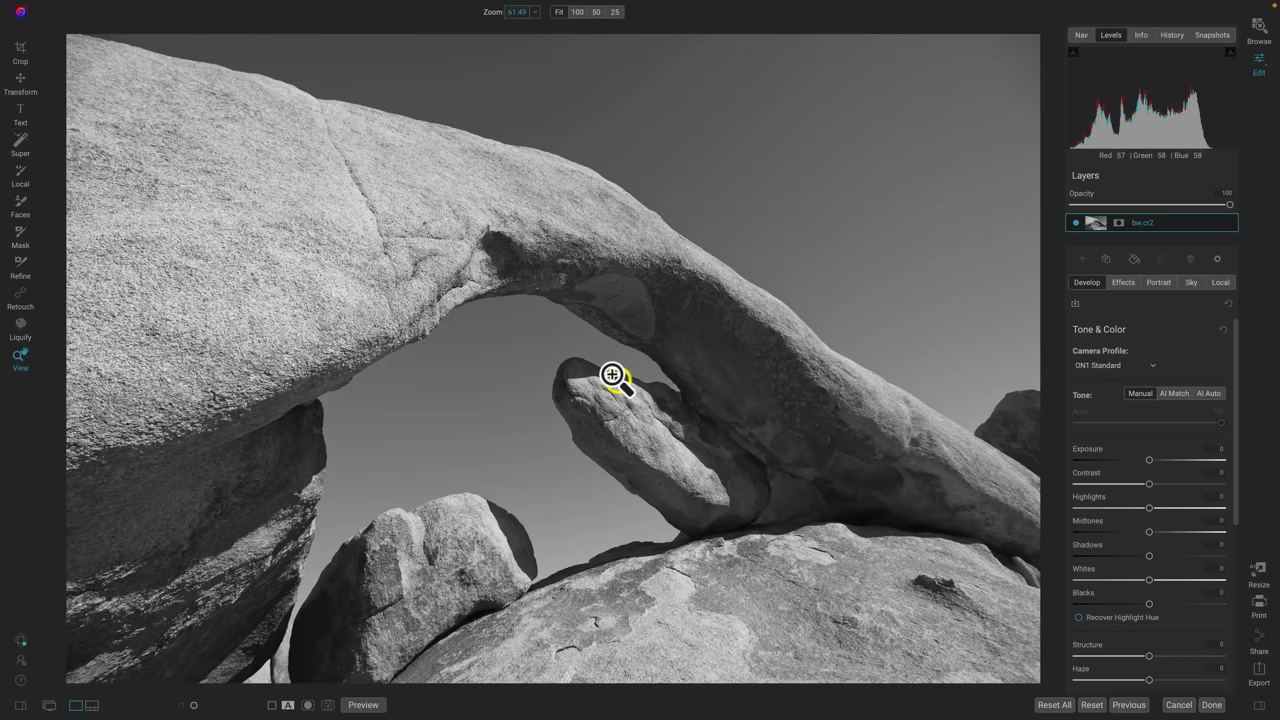 Zoom 61.49 Fit 100 50 25
Crop
Transform
Text
Super
Local
Faces
Mask
Refine
Retouch
Liquify
View
Nav Levels Info History Snapshots
Red 57 | Green 58 | Blue 58
Layers
Opacity 100
bw.cr2
Develop Effects Portrait Sky Local
Tone & Color
Camera Profile:
ON1 Standard
Tone: Manual AI Match AI Auto
Auto 100
Exposure 0
Contrast 0
Highlights 0
Midtones 0
Shadows 0
Whites 0
Blacks 0
Recover Highlight Hue
Structure 0
Haze 0
Browse
Edit
Resize
Print
Share
Export
A Preview
Reset All Reset Previous Cancel Done